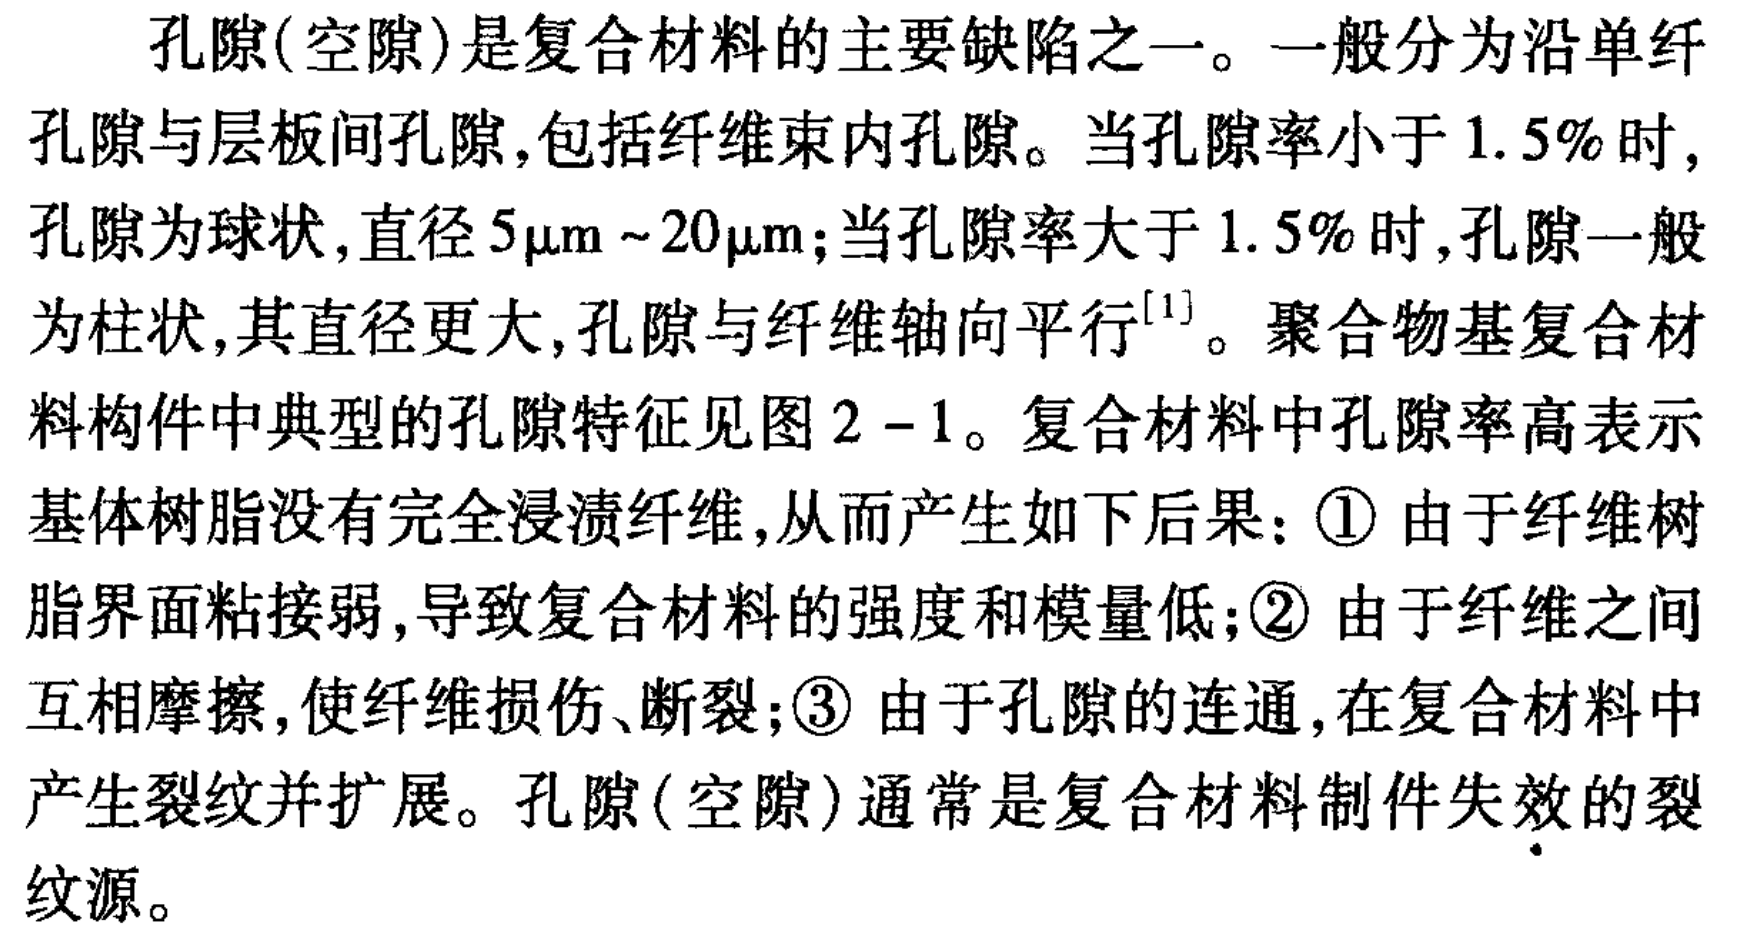 孔隙(空隙)是复合材料的主要缺陷之一。一般分为沿单纤
孔隙与层板间孔隙,包括纤维束内孔隙。当孔隙率小于1.5%时,
孔隙为球状,直径5μm~20μm;当孔隙率大于1.5%时,孔隙一般
为柱状,其直径更大,孔隙与纤维轴向平行[1]。聚合物基复合材
料构件中典型的孔隙特征见图2-1。复合材料中孔隙率高表示
基体树脂没有完全浸渍纤维,从而产生如下后果:① 由于纤维树
脂界面粘接弱,导致复合材料的强度和模量低;② 由于纤维之间
互相摩擦,使纤维损伤、断裂;③ 由于孔隙的连通,在复合材料中
产生裂纹并扩展。孔隙(空隙)通常是复合材料制件失效的裂
纹源。